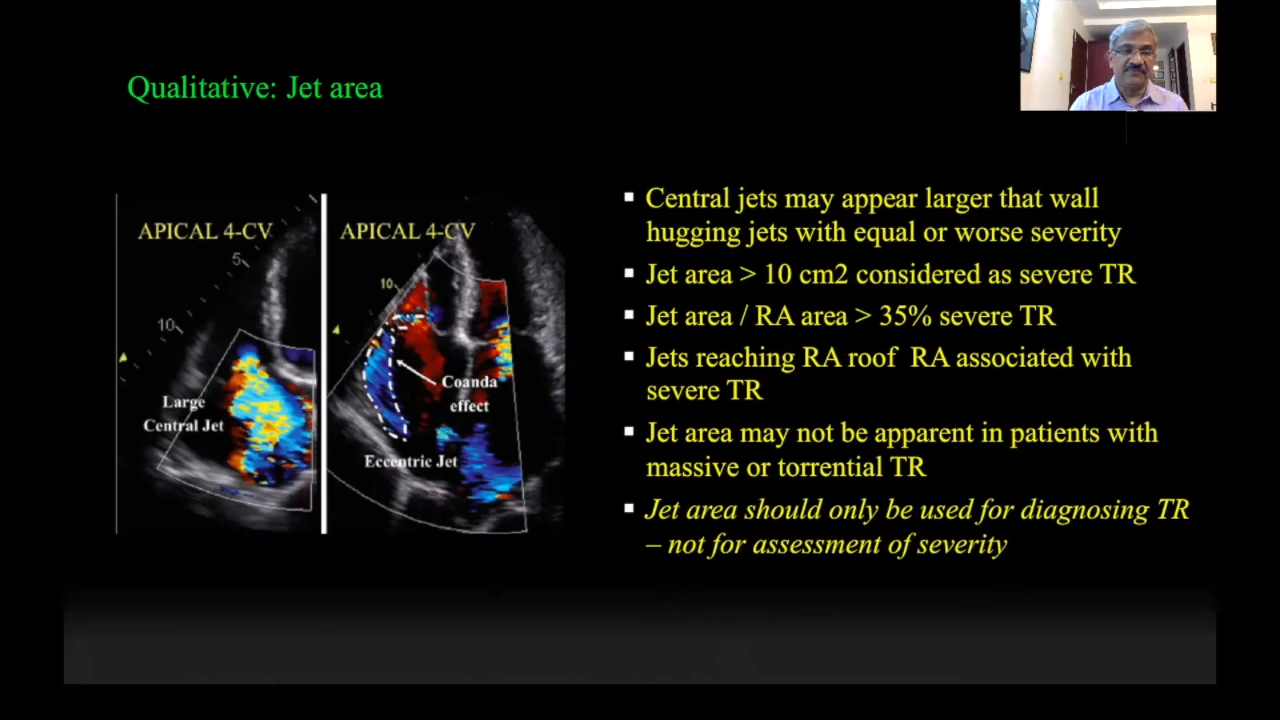 Qualitative: Jet area
APICAL 4-CV
5
10
Large
Central Jet
APICAL 4-CV
10
Coanda
effect
Eccentric Jet
▪ Central jets may appear larger that wall
hugging jets with equal or worse severity
▪ Jet area > 10 cm2 considered as severe TR
▪ Jet area / RA area > 35% severe TR
▪ Jets reaching RA roof RA associated with
severe TR
▪ Jet area may not be apparent in patients with
massive or torrential TR
▪ Jet area should only be used for diagnosing TR
– not for assessment of severity